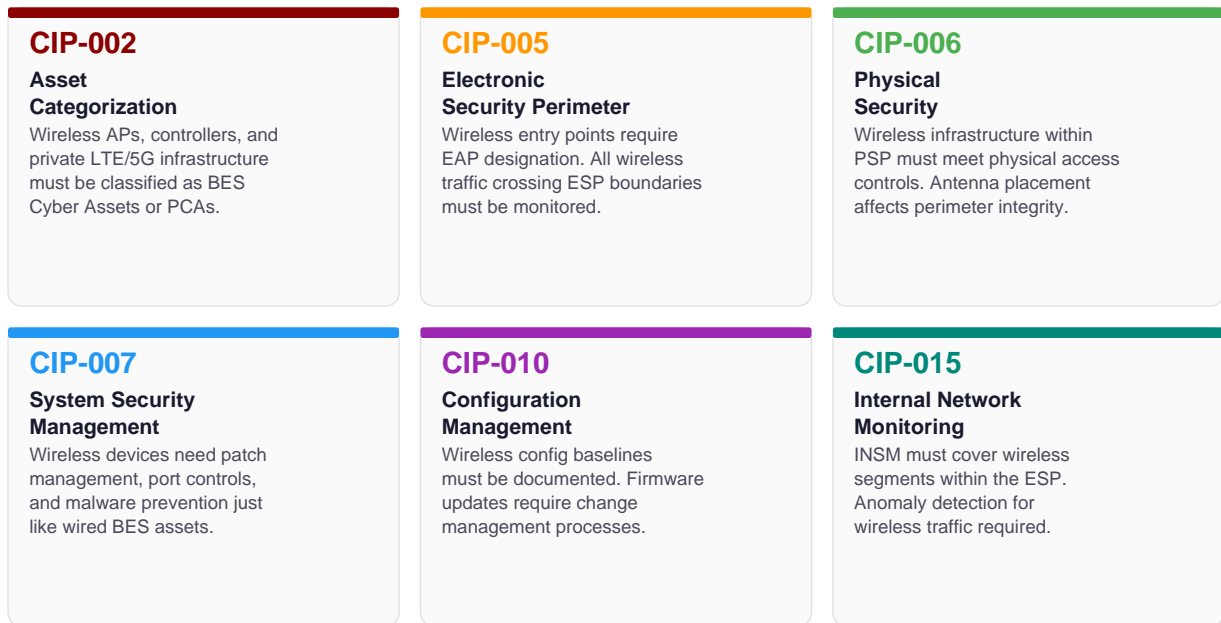 CIP-002
Asset
Categorization
Wireless APs, controllers, and
private LTE/5G infrastructure
must be classified as BES
Cyber Assets or PCAs.
CIP-005
Electronic
Security Perimeter
Wireless entry points require
EAP designation. All wireless
traffic crossing ESP boundaries
must be monitored.
CIP-006
Physical
Security
Wireless infrastructure within
PSP must meet physical access
controls. Antenna placement
affects perimeter integrity.
CIP-007
System Security
Management
Wireless devices need patch
management, port controls,
and malware prevention just
like wired BES assets.
CIP-010
Configuration
Management
Wireless config baselines
must be documented. Firmware
updates require change
management processes.
CIP-015
Internal Network
Monitoring
INSM must cover wireless
segments within the ESP.
Anomaly detection for
wireless traffic required.